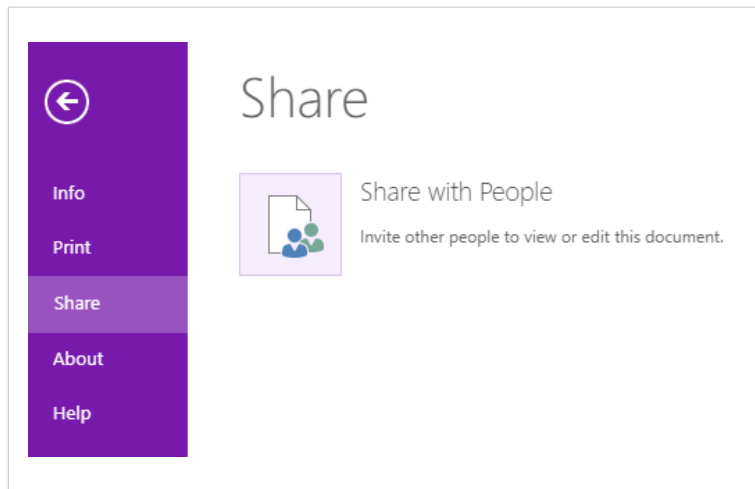 Share
Info
Print
Share
About
Help
Share with People
Invite other people to view or edit this document.